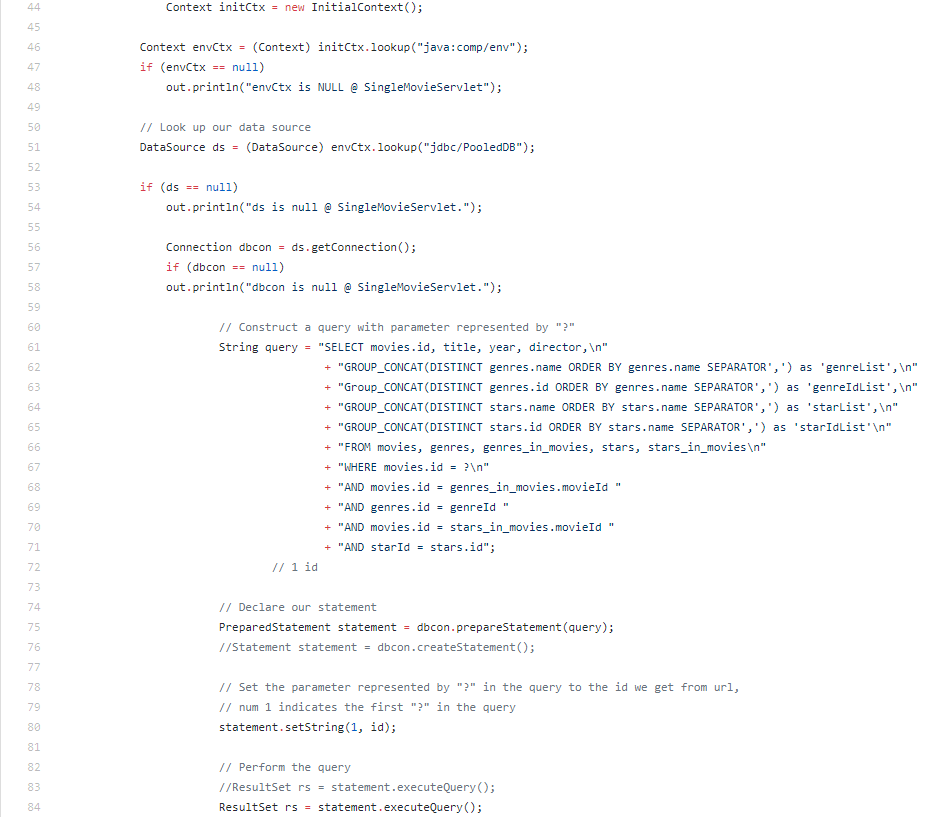 44 Context initCtx = new InitialContext();
45
46 Context envCtx = (Context) initCtx.lookup("java:comp/env");
47 if (envCtx == null)
48 out.println("envCtx is NULL @ SingleMovieServlet");
49
50 // Look up our data source
51 DataSource ds = (DataSource) envCtx.lookup("jdbc/PooledDB");
52
53 if (ds == null)
54 out.println("ds is null @ SingleMovieServlet.");
55
56 Connection dbcon = ds.getConnection();
57 if (dbcon == null)
58 out.println("dbcon is null @ SingleMovieServlet.");
59
60 // Construct a query with parameter represented by "?"
61 String query = "SELECT movies.id, title, year, director,\n"
62 + "GROUP_CONCAT(DISTINCT genres.name ORDER BY genres.name SEPARATOR',') as 'genreList',\n"
63 + "Group_CONCAT(DISTINCT genres.id ORDER BY genres.name SEPARATOR',') as 'genreIdList',\n"
64 + "GROUP_CONCAT(DISTINCT stars.name ORDER BY stars.name SEPARATOR',') as 'starList',\n"
65 + "GROUP_CONCAT(DISTINCT stars.id ORDER BY stars.name SEPARATOR',') as 'starIdList'\n"
66 + "FROM movies, genres, genres_in_movies, stars, stars_in_movies\n"
67 + "WHERE movies.id = ?\n"
68 + "AND movies.id = genres_in_movies.movieId "
69 + "AND genres.id = genreId "
70 + "AND movies.id = stars_in_movies.movieId "
71 + "AND starId = stars.id";
72 // 1 id
73
74 // Declare our statement
75 PreparedStatement statement = dbcon.prepareStatement(query);
76 //Statement statement = dbcon.createStatement();
77
78 // Set the parameter represented by "?" in the query to the id we get from url,
79 // num 1 indicates the first "?" in the query
80 statement.setString(1, id);
81
82 // Perform the query
83 //ResultSet rs = statement.executeQuery();
84 ResultSet rs = statement.executeQuery();